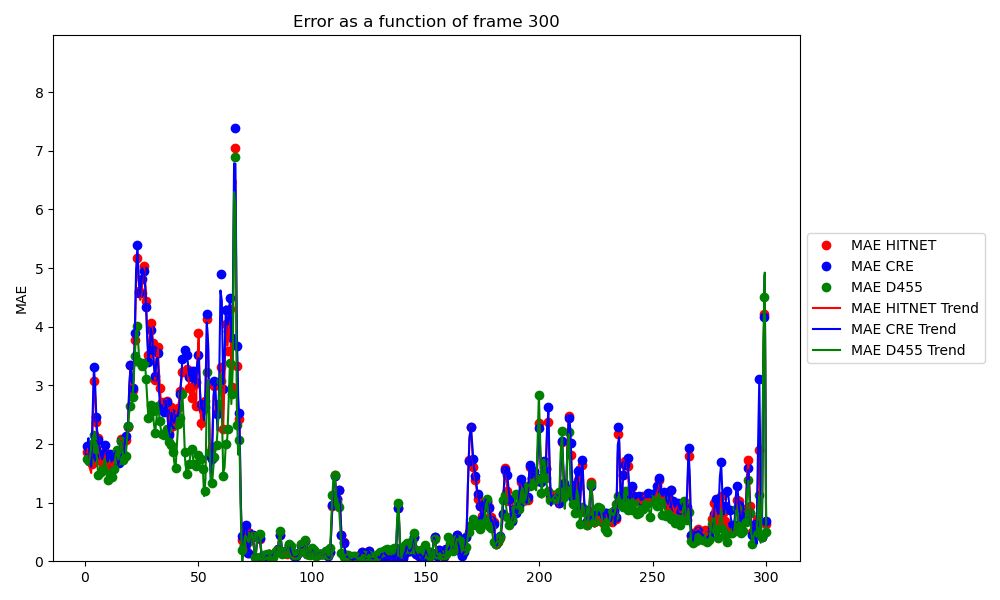 Error as a function of frame 300
MAE
8
7
6
5
4
3
2
1
0
0 50 100 150 200 250 300
MAE HITNET
MAE CRE
MAE D455
MAE HITNET Trend
MAE CRE Trend
MAE D455 Trend